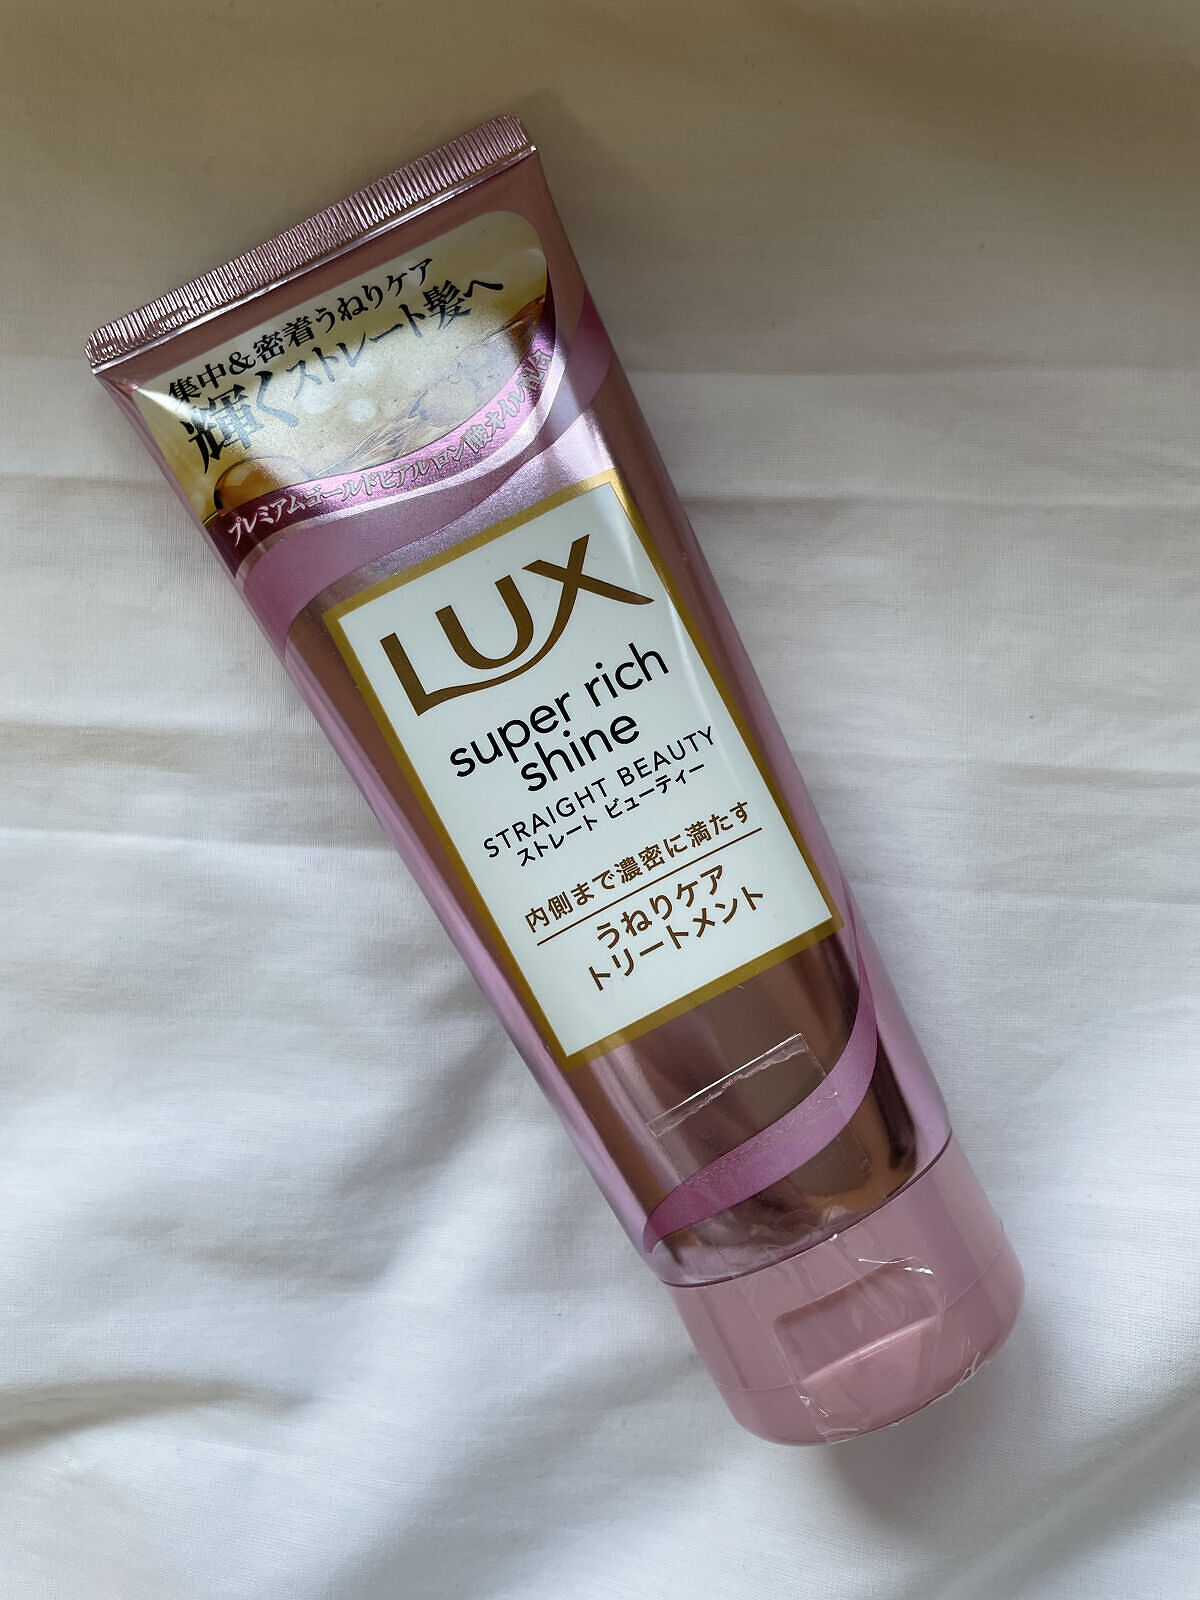 集中&密着うねりケア
輝くストレート髪へ
プレミアムゴールドヒアルロン酸オイル配合
LUX
super rich
shine
STRAIGHT BEAUTY
ストレート ビューティー
内側まで濃密に満たす
うねりケア
トリートメント